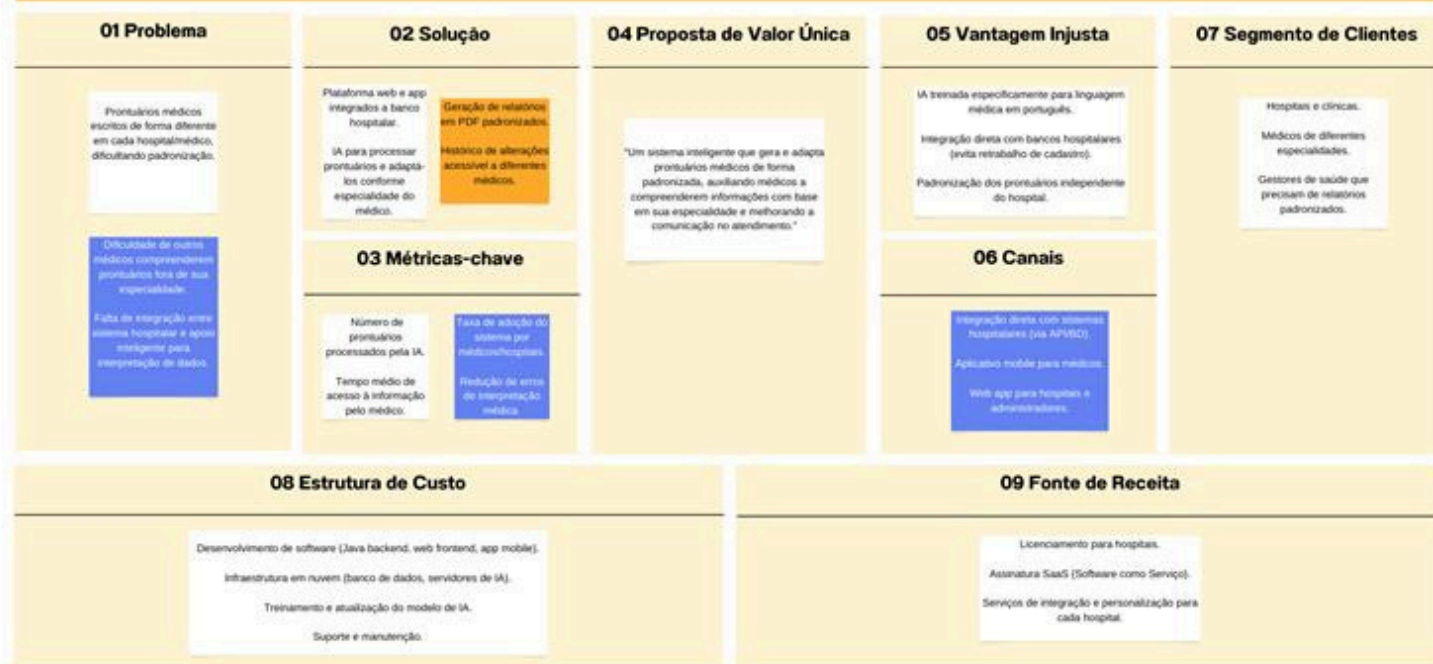 01 Problema
Prontuários médicos
escritos de forma diferente
em cada hospital/médico,
dificultando padronização.
Dificuldade de outros
médicos compreenderem
prontuários fora de sua
especialidade.
Falta de integração entre
sistema hospitalar e apoio
inteligente para
interpretação de dados.
02 Solução
Plataforma web e app
integrados a banco
hospitalar.
IA para processar
prontuários e adaptá-
los conforme
especialidade do
médico.
Geração de relatórios
em PDF padronizados.
Histórico de alterações
acessível a diferentes
médicos.
03 Métricas-chave
Número de
prontuários
processados pela IA.
Tempo médio de
acesso à informação
pelo médico.
Taxa de adoção do
sistema por
médicos/hospitais.
Redução de erros
de interpretação
médica
04 Proposta de Valor Única
"Um sistema inteligente que gera e adapta
prontuários médicos de forma
padronizada, auxiliando médicos a
compreenderem informações com base
em sua especialidade e melhorando a
comunicação no atendimento."
05 Vantagem Injusta
IA treinada especificamente para linguagem
médica em português.
Integração direta com bancos hospitalares
(evita retrabalho de cadastro).
Padronização dos prontuários independente
do hospital.
06 Canais
Integração direta com sistemas
hospitalares (via API/BD).
Aplicativo mobile para médicos.
Web app para hospitais e
administradores.
07 Segmento de Clientes
Hospitais e clínicas.
Médicos de diferentes
especialidades.
Gestores de saúde que
precisam de relatórios
padronizados.
08 Estrutura de Custo
Desenvolvimento de software (Java backend, web frontend, app mobile).
Infraestrutura em nuvem (banco de dados, servidores de IA).
Treinamento e atualização do modelo de IA.
Suporte e manutenção.
09 Fonte de Receita
Licenciamento para hospitais.
Assinatura SaaS (Software como Serviço).
Serviços de integração e personalização para
cada hospital.